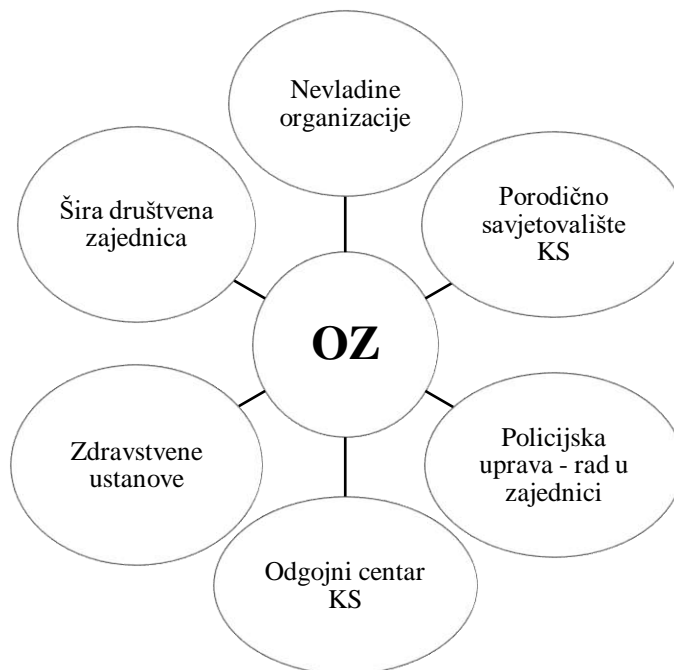 Nevladine
organizacije
Šira društvena
zajednica
Porodično
savjetovalište
KS
OZ
Zdravstvene
ustanove
Policijska
uprava - rad u
zajednici
Odgojni centar
KS